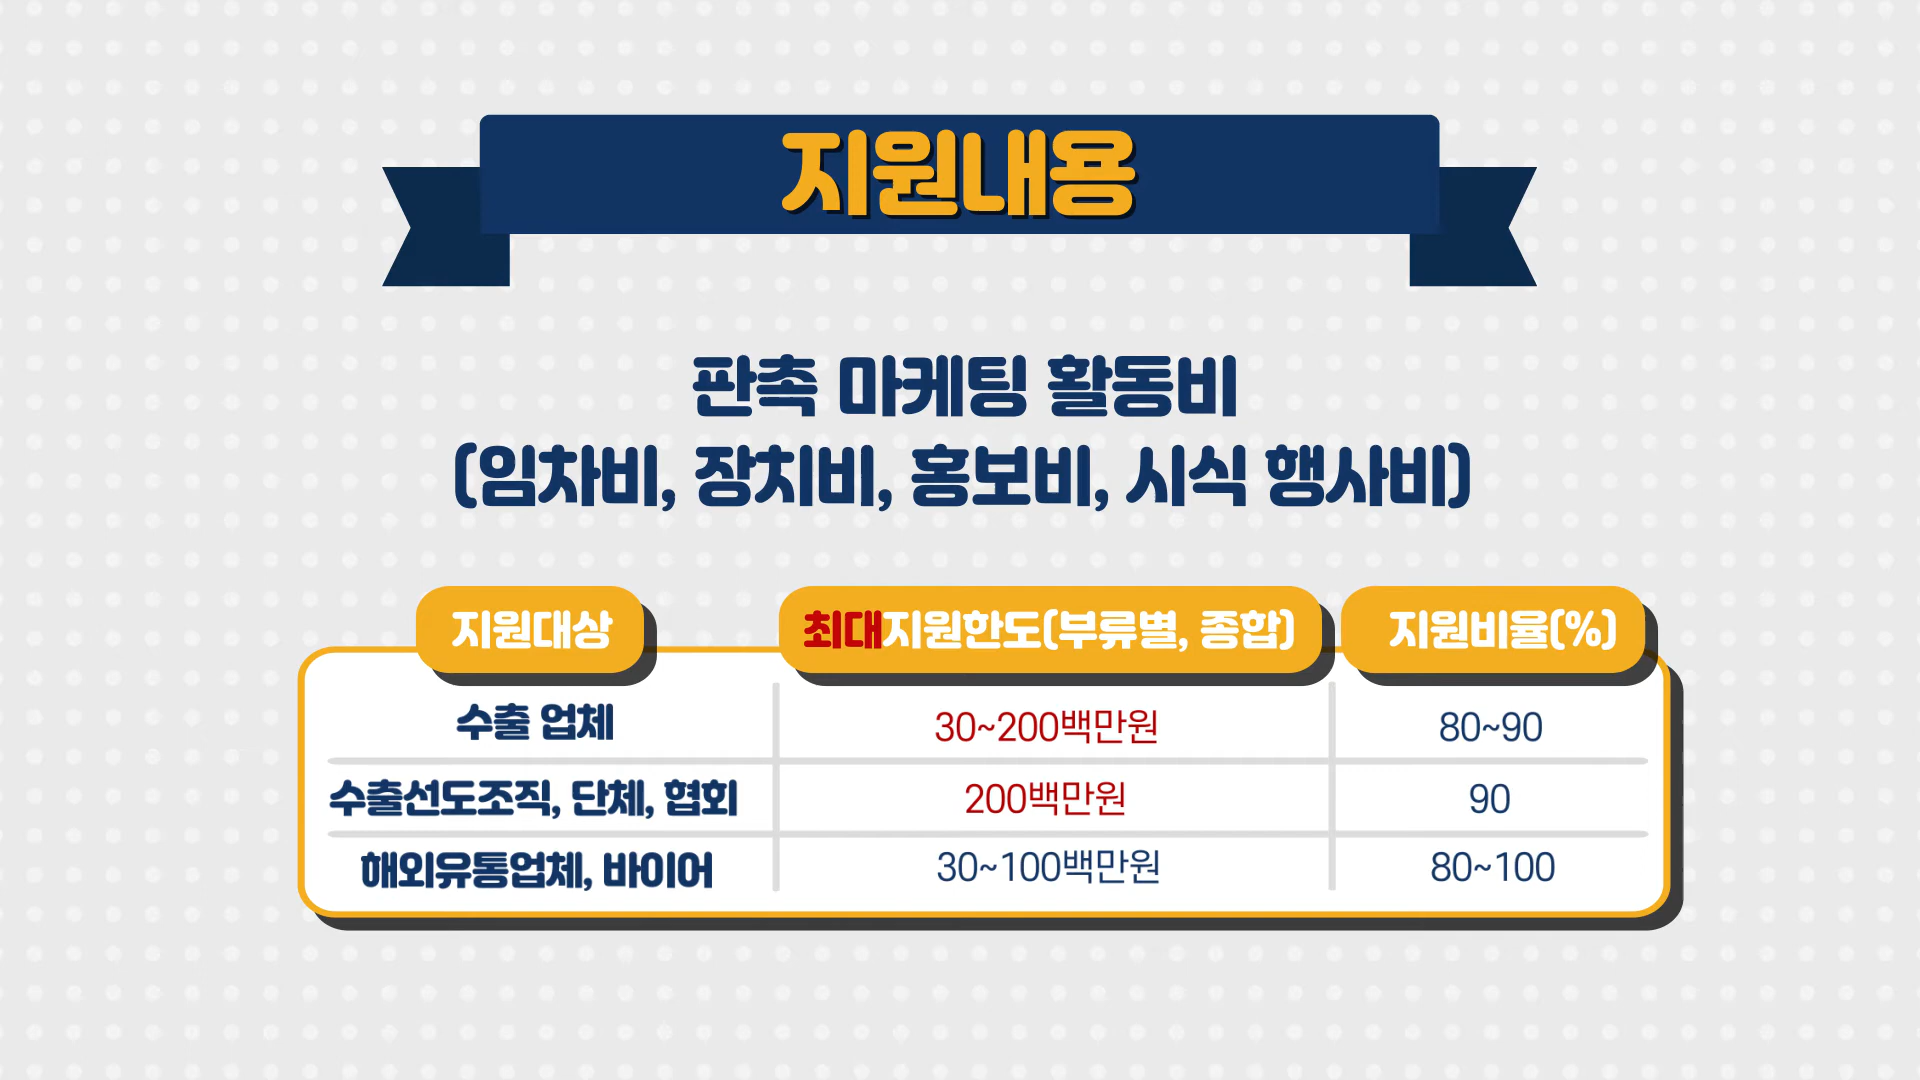 지원내용
판촉 마케팅 활동비
(임차비, 장치비, 홍보비, 시식 행사비)
지원대상 최대지원한도(부류별, 종합) 지원비율(%)
수출 업체 30~200백만원 80~90
수출선도조직, 단체, 협회 200백만원 90
해외유통업체, 바이어 30~100백만원 80~100